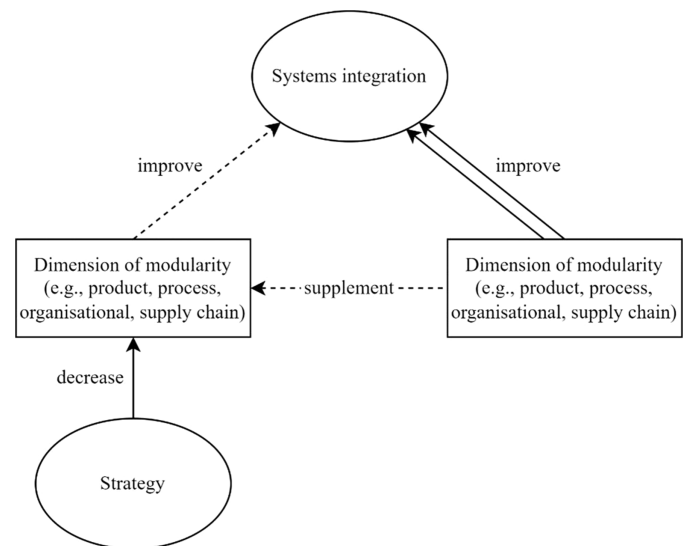 Systems integration
improve
improve
Dimension of modularity
(e.g., product, process,
organisational, supply chain)
supplement
Dimension of modularity
(e.g., product, process,
organisational, supply chain)
decrease
Strategy